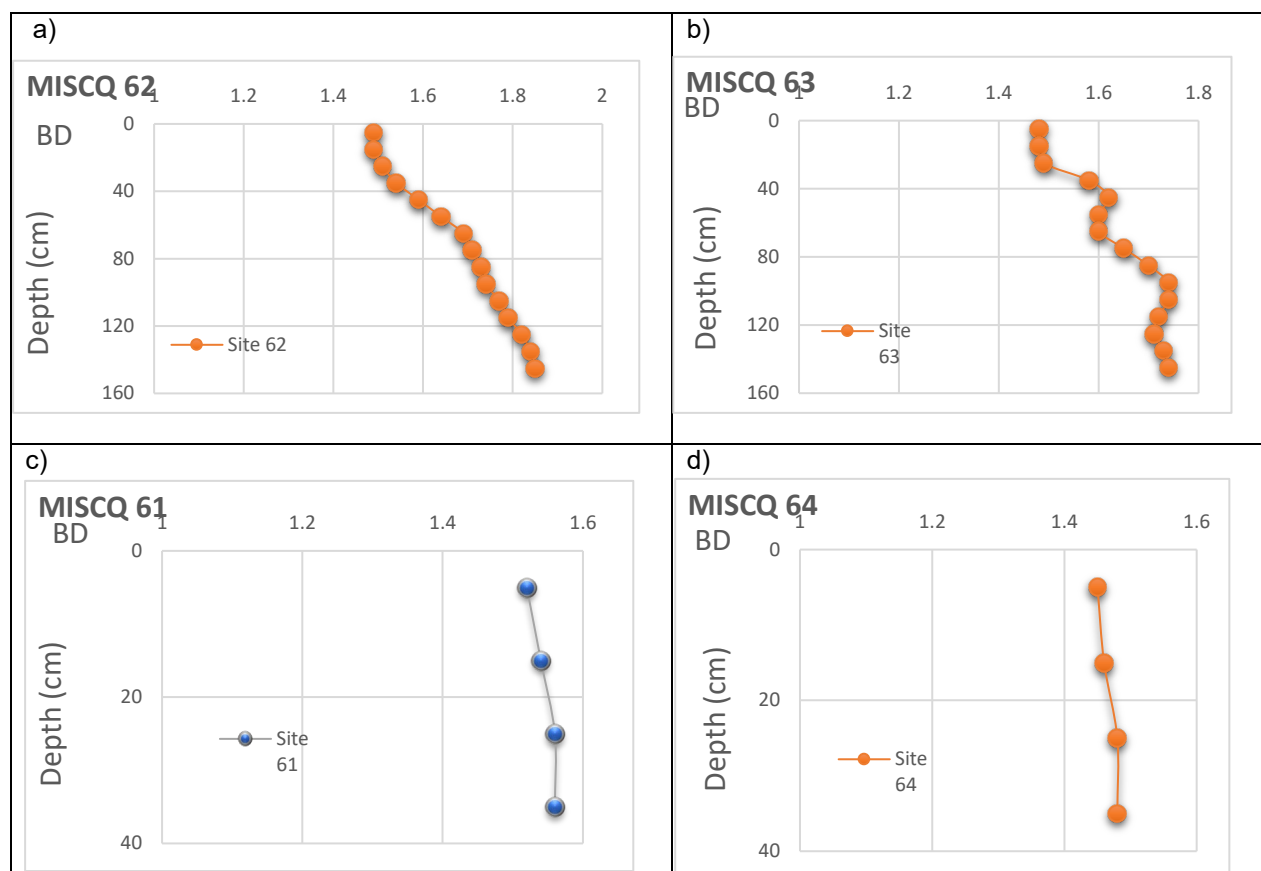 a)
MISCQ 62
1 1.2 1.4 1.6 1.8 2
BD
0
40
80
120
160
Depth (cm)
Site 62
b)
MISCQ 63
1 1.2 1.4 1.6 1.8
BD
0
40
80
120
160
Depth (cm)
Site
63
c)
MISCQ 61
1 1.2 1.4 1.6
BD
0
20
40
Depth (cm)
Site
61
d)
MISCQ 64
1 1.2 1.4 1.6
BD
0
20
40
Depth (cm)
Site
64